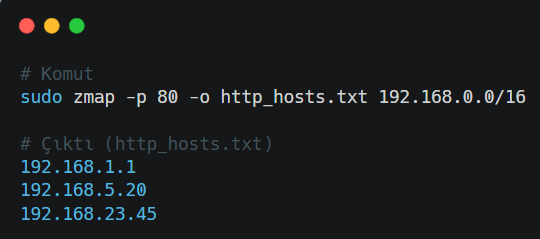 # Komut
sudo zmap -p 80 -o http_hosts.txt 192.168.0.0/16
# Çıktı (http_hosts.txt)
192.168.1.1
192.168.5.20
192.168.23.45